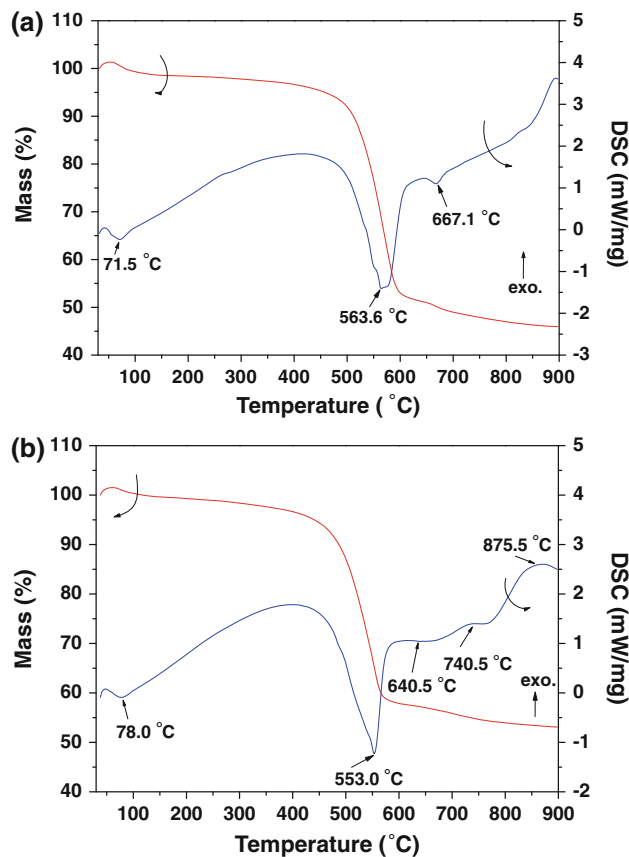 (a)
110
100
90
80
70
60
50
40
Mass (%)
5
4
3
2
1
0
-1
-2
-3
DSC (mW/mg)
71.5 °C
563.6 °C
667.1 °C
exo.
100 200 300 400 500 600 700 800 900
Temperature ( °C)
(b)
110
100
90
80
70
60
50
40
Mass (%)
5
4
3
2
1
0
-1
-2
DSC (mW/mg)
78.0 °C
553.0 °C
640.5 °C
740.5 °C
875.5 °C
exo.
100 200 300 400 500 600 700 800 900
Temperature (°C)